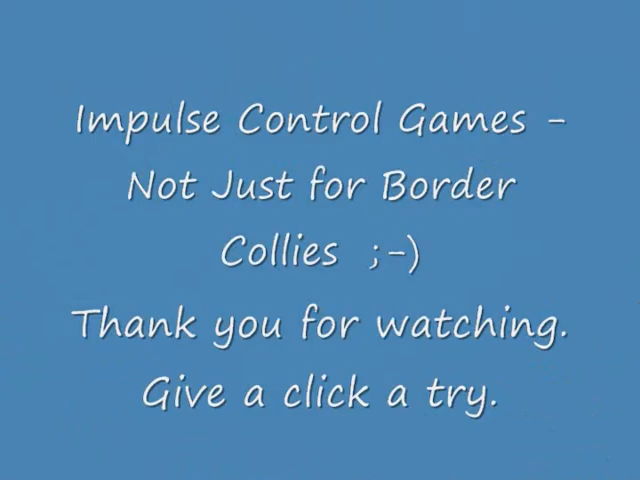 Impulse Control Games -
Not Just for Border
Collies ;-)
Thank you for watching.
Give a click a try.